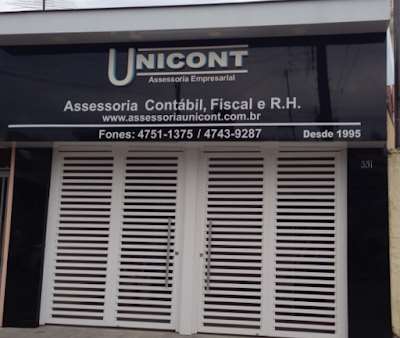 UNICONT
Assessoria Empresarial
Assessoria Contábil, Fiscal e R.H.
www.assessoriaunicont.com.br
Fones: 4751-1375 / 4743-9287
Desde 1995
331